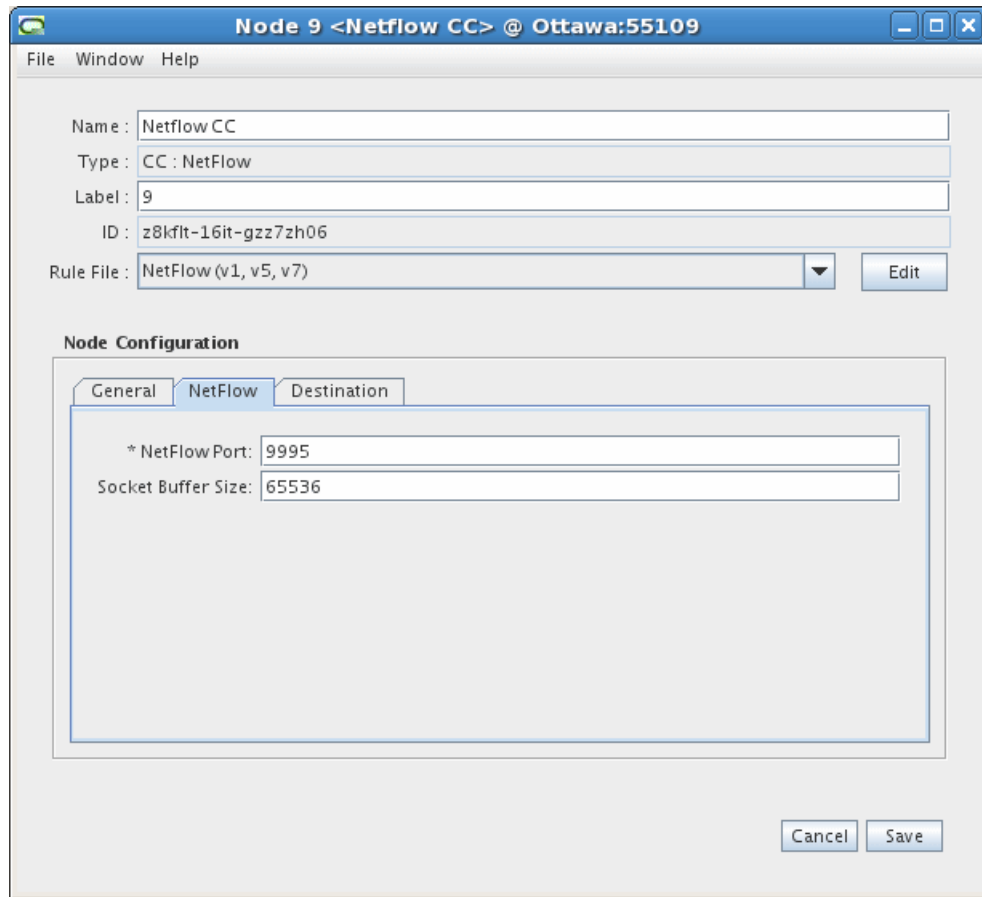 Node 9 <Netflow CC> @ Ottawa:55109
File Window Help
Name : Netflow CC
Type : CC : NetFlow
Label : 9
ID : z8kflt-16it-gzz7zh06
Rule File : NetFlow (v1, v5, v7) Edit
Node Configuration
General NetFlow Destination
* NetFlow Port: 9995
Socket Buffer Size: 65536
Cancel Save